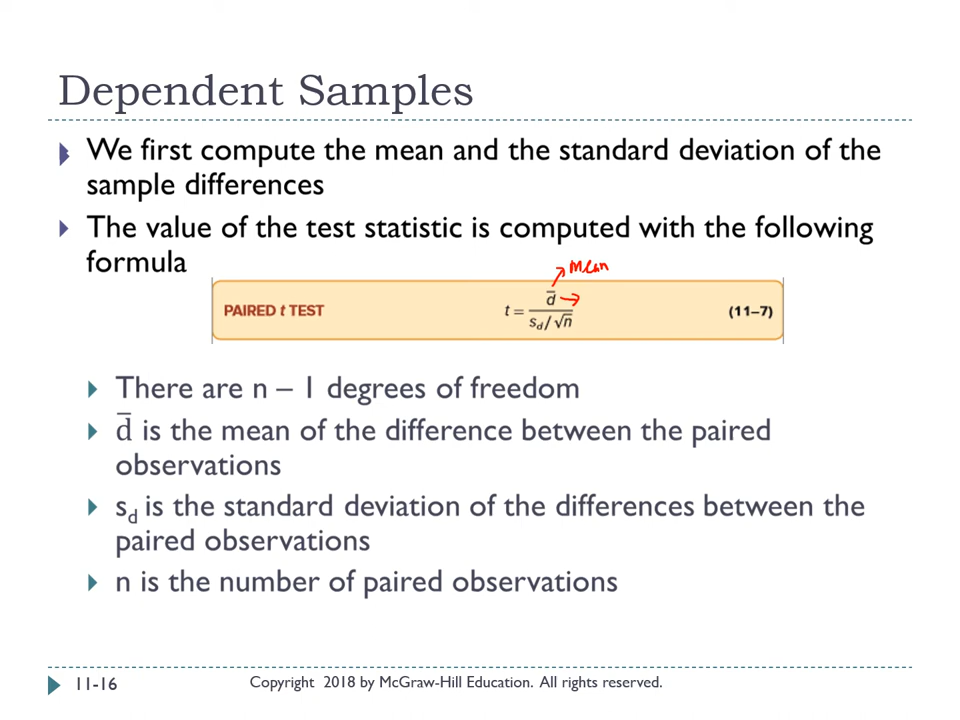 Dependent Samples
We first compute the mean and the standard deviation of the
sample differences
The value of the test statistic is computed with the following
formula
mean
PAIRED t TEST t = d̄ / (s_d / √n) (11–7)
There are n – 1 degrees of freedom
d̄ is the mean of the difference between the paired
observations
s_d is the standard deviation of the differences between the
paired observations
n is the number of paired observations
11-16 Copyright 2018 by McGraw-Hill Education. All rights reserved.